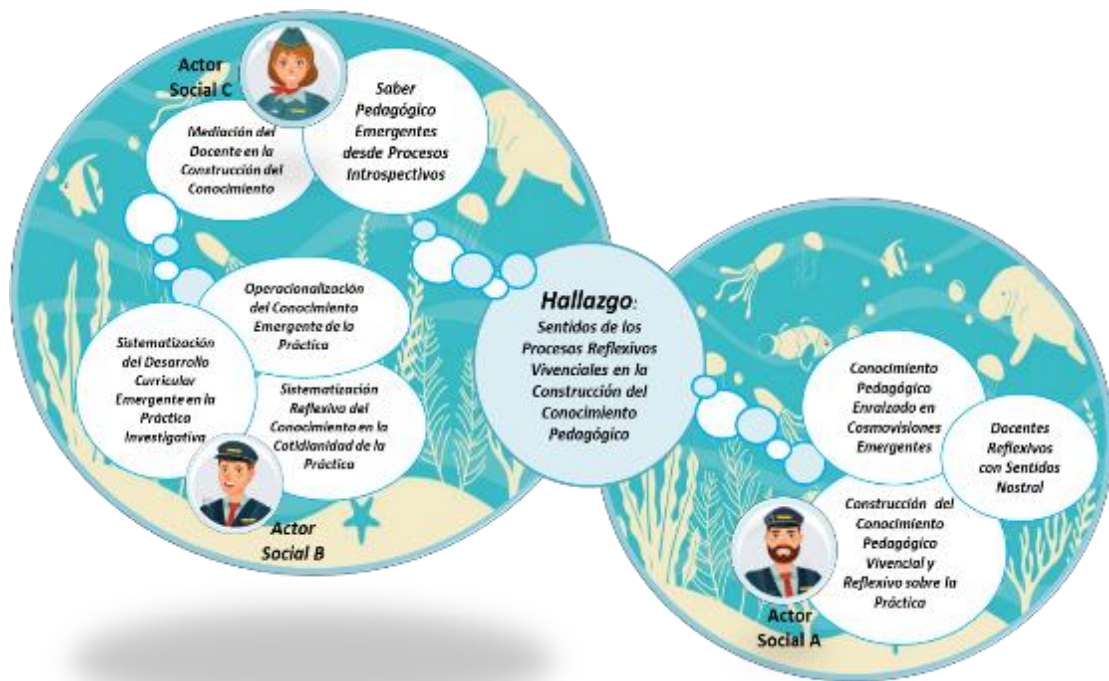 Actor
Social C
Saber
Pedagógico
Emergentes
desde Procesos
Introspectivos
Mediación del
Docente en la
Construcción del
Conocimiento
Operacionalización
del Conocimiento
Emergente de la
Práctica
Sistematización
del Desarrollo
Curricular
Emergente en la
Práctica
Investigativa
Sistematización
Reflexiva del
Conocimiento en la
Cotidianidad de la
Práctica
Actor
Social B
Hallazgo:
Sentidos de los
Procesos Reflexivos
Vivenciales en la
Construcción del
Conocimiento
Pedagógico
Conocimiento
Pedagógico
Enraizado en
Cosmovisiones
Emergentes
Docentes
Reflexivos
con Sentidos
Nostral
Construcción del
Conocimiento
Pedagógico
Vivencial y
Reflexivo sobre la
Práctica
Actor
Social A